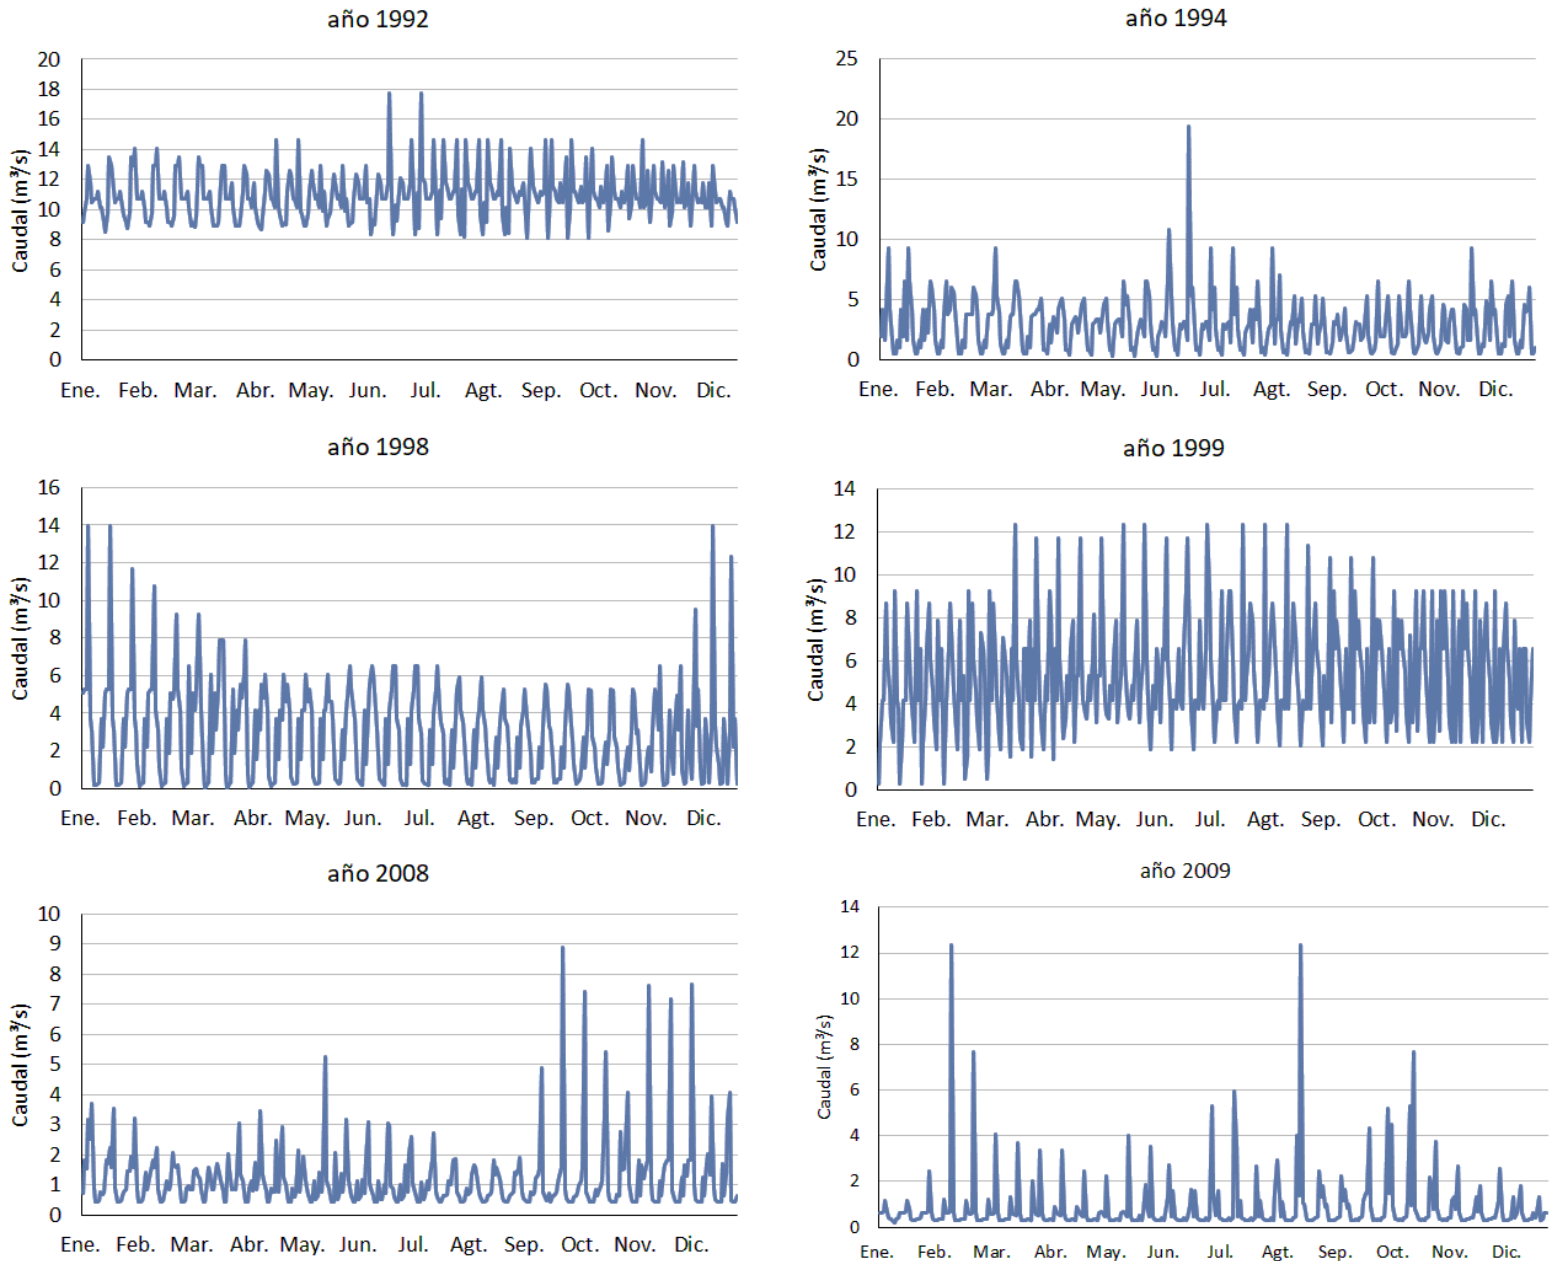 año 1992
20
18
16
14
12
10
8
6
4
2
0
Caudal (m³/s)
Ene. Feb. Mar. Abr. May. Jun. Jul. Agt. Sep. Oct. Nov. Dic.
año 1994
25
20
15
10
5
0
Caudal (m³/s)
Ene. Feb. Mar. Abr. May. Jun. Jul. Agt. Sep. Oct. Nov. Dic.
año 1998
16
14
12
10
8
6
4
2
0
Caudal (m³/s)
Ene. Feb. Mar. Abr. May. Jun. Jul. Agt. Sep. Oct. Nov. Dic.
año 1999
14
12
10
8
6
4
2
0
Caudal (m³/s)
Ene. Feb. Mar. Abr. May. Jun. Jul. Agt. Sep. Oct. Nov. Dic.
año 2008
10
9
8
7
6
5
4
3
2
1
0
Caudal (m³/s)
Ene. Feb. Mar. Abr. May. Jun. Jul. Agt. Sep. Oct. Nov. Dic.
año 2009
14
12
10
8
6
4
2
0
Caudal (m³/s)
Ene. Feb. Mar. Abr. May. Jun. Jul. Agt. Sep. Oct. Nov. Dic.